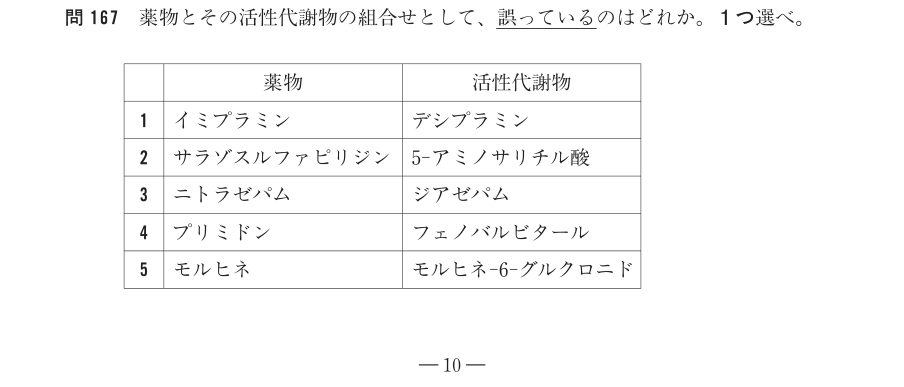 問 167 薬物とその活性代謝物の組合せとして、誤っているのはどれか。1つ選べ。
薬物 活性代謝物
1 イミプラミン デシプラミン
2 サラゾスルファピリジン 5-アミノサリチル酸
3 ニトラゼパム ジアゼパム
4 プリミドン フェノバルビタール
5 モルヒネ モルヒネ-6-グルクロニド
— 10 —